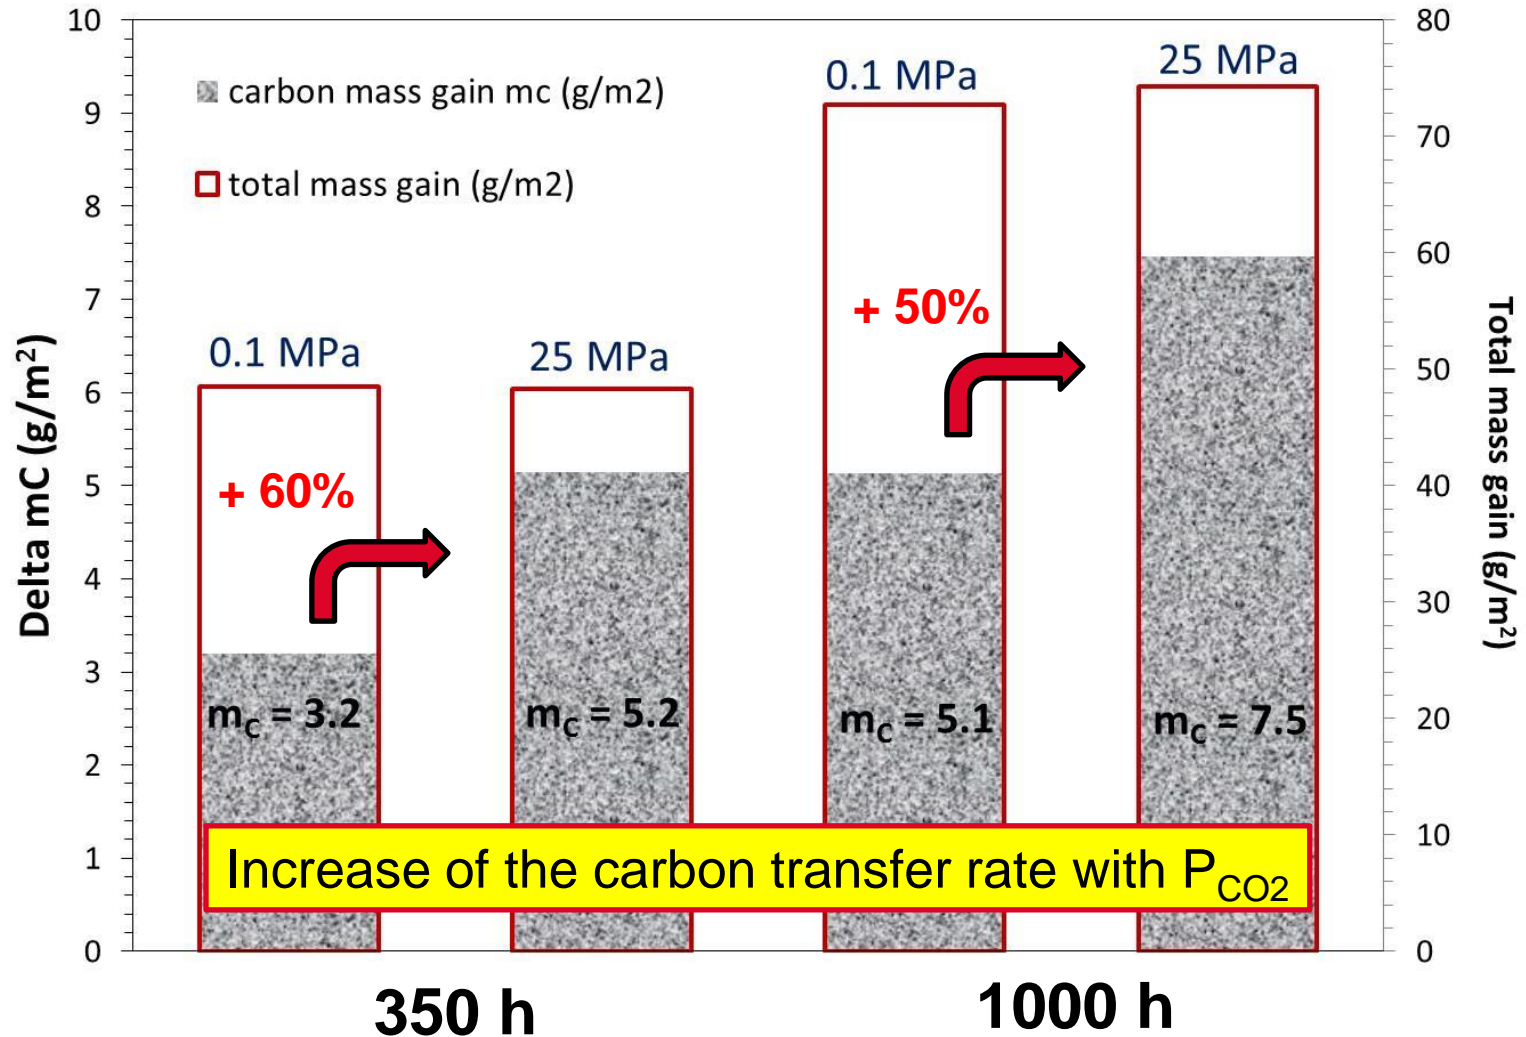 carbon mass gain mc (g/m2)
total mass gain (g/m2)
Delta mC (g/m²)
10
9
8
7
6
5
4
3
2
1
0
0.1 MPa
25 MPa
0.1 MPa
25 MPa
+ 60%
+ 50%
mC = 3.2
mC = 5.2
mC = 5.1
mC = 7.5
Increase of the carbon transfer rate with PCO2
350 h
1000 h
80
70
60
50
40
30
20
10
0
Total mass gain (g/m²)